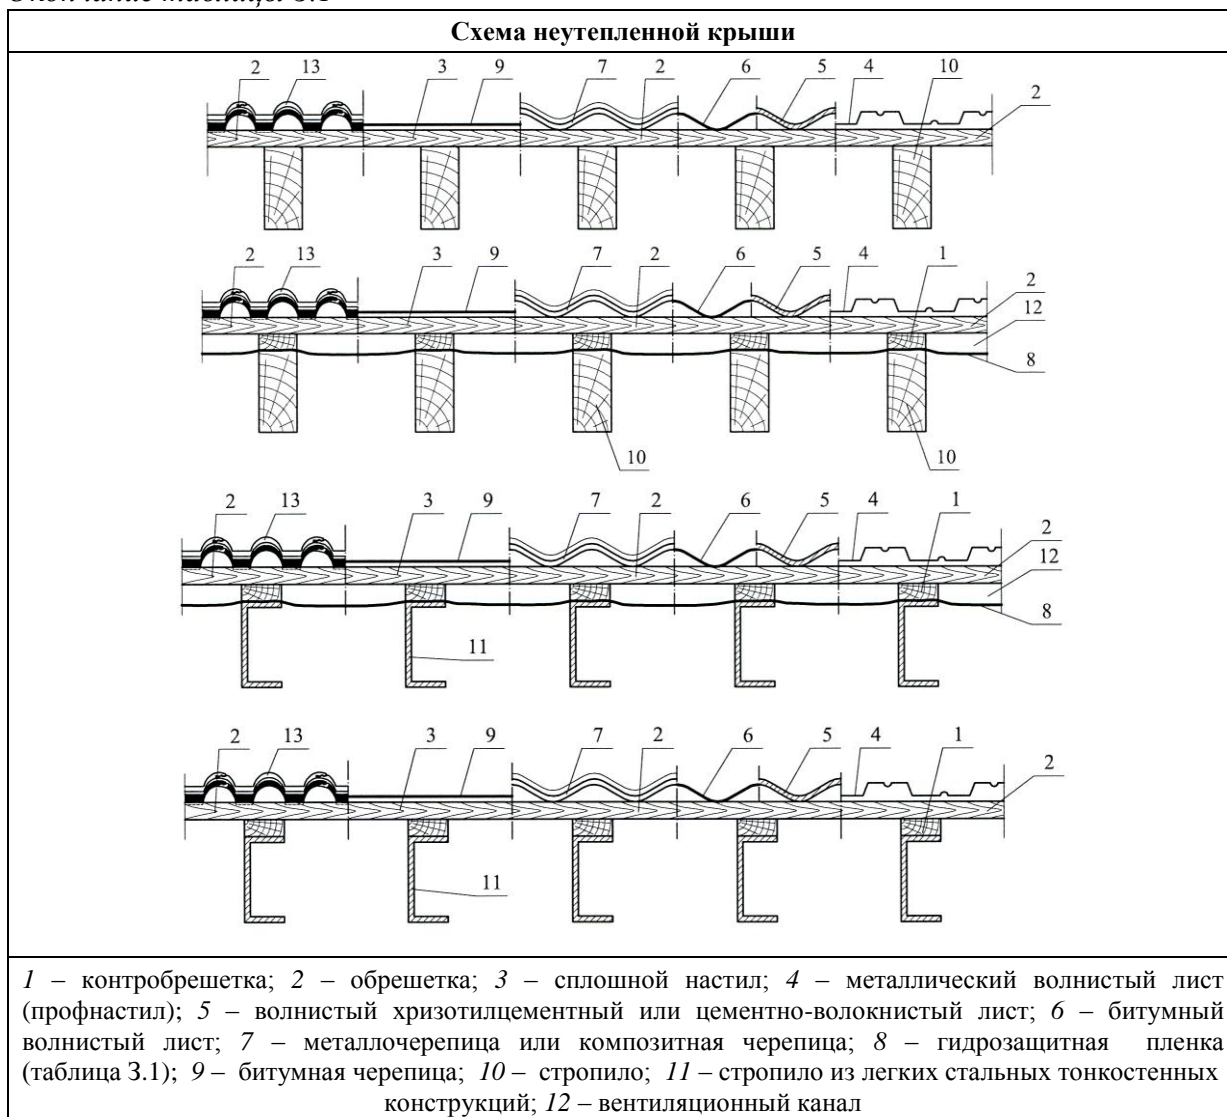 Схема неутепленной крыши
2 13 3 9 7 2 6 5 4 10 2
2 13 3 9 7 2 6 5 4 1 2 12
8
10 10
2 13 3 9 7 2 6 5 4 1 2
12
8
11
2 13 3 9 7 2 6 5 4 1 2
11
1 – контробрешетка; 2 – обрешетка; 3 – сплошной настил; 4 – металлический волнистый лист
(профнастил); 5 – волнистый хризотилцементный или цементно-волокнистый лист; 6 – битумный
волнистый лист; 7 – металлочерепица или композитная черепица; 8 – гидрозащитная пленка
(таблица 3.1); 9 – битумная черепица; 10 – стропило; 11 – стропило из легких стальных тонкостенных
конструкций; 12 – вентиляционный канал